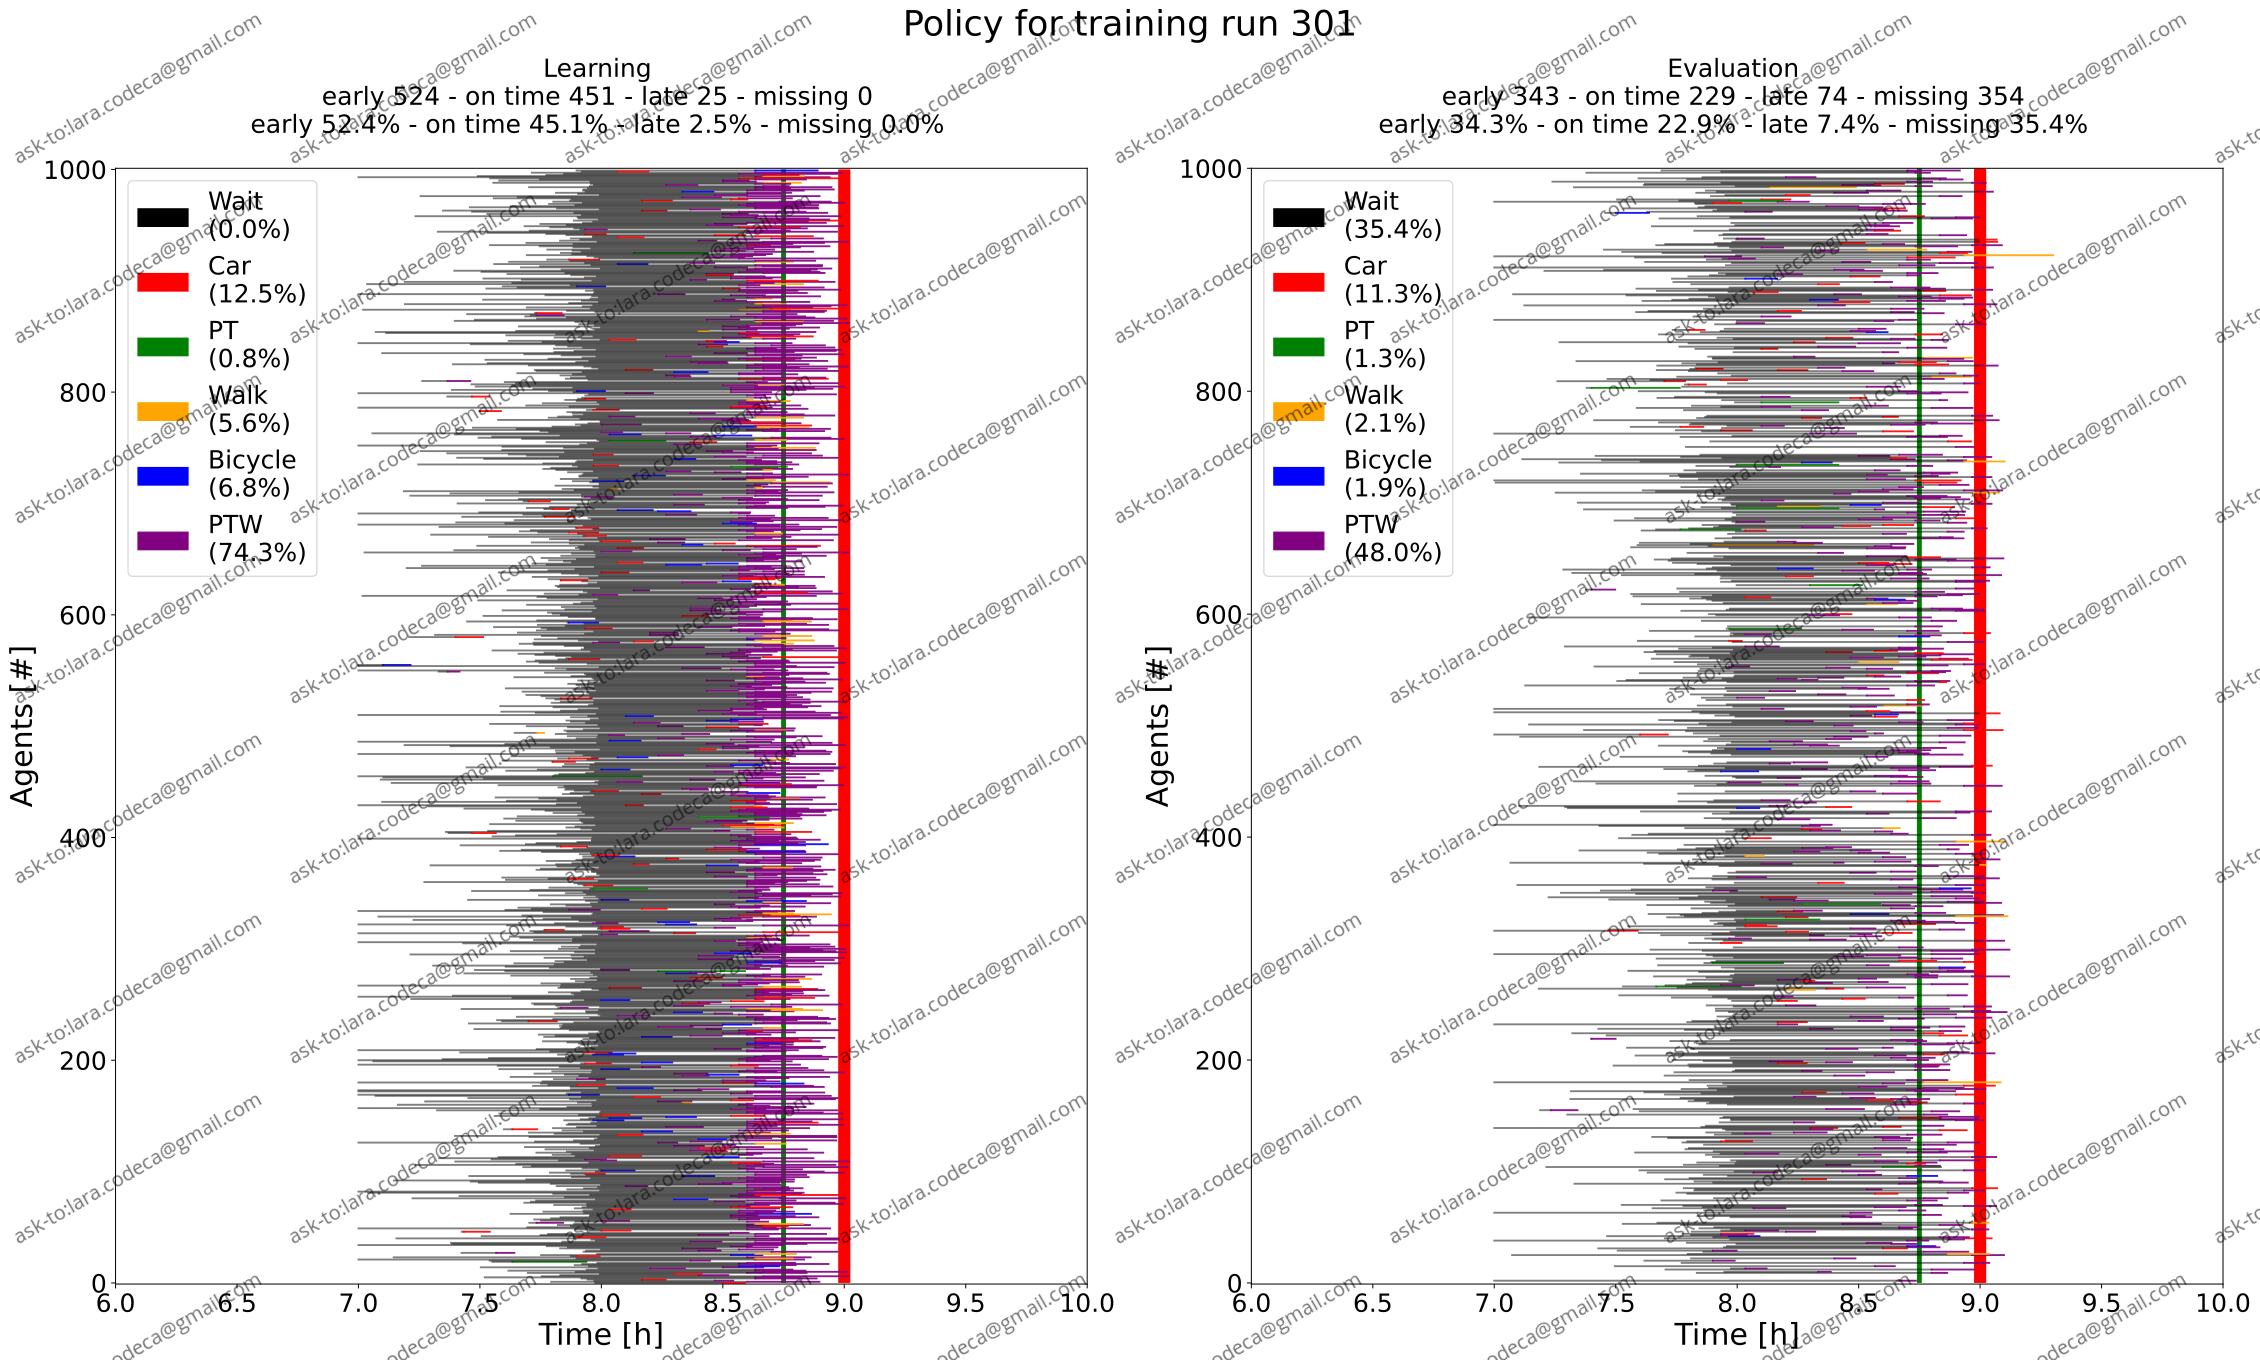 Policy for training run 301
Learning
early 524 - on time 451 - late 25 - missing 0
early 52.4% - on time 45.1% - late 2.5% - missing 0.0%
Evaluation
early 343 - on time 229 - late 74 - missing 354
early 34.3% - on time 22.9% - late 7.4% - missing 35.4%
Agents [#]
1000
800
600
400
200
0
Wait
(0.0%)
Car
(12.5%)
PT
(0.8%)
Walk
(5.6%)
Bicycle
(6.8%)
PTW
(74.3%)
6.0 6.5 7.0 7.5 8.0 8.5 9.0 9.5 10.0
Time [h]
Agents [#]
1000
800
600
400
200
0
Wait
(35.4%)
Car
(11.3%)
PT
(1.3%)
Walk
(2.1%)
Bicycle
(1.9%)
PTW
(48.0%)
6.0 6.5 7.0 7.5 8.0 8.5 9.0 9.5 10.0
Time [h]
ask-to:lara.codeca@gmail.com